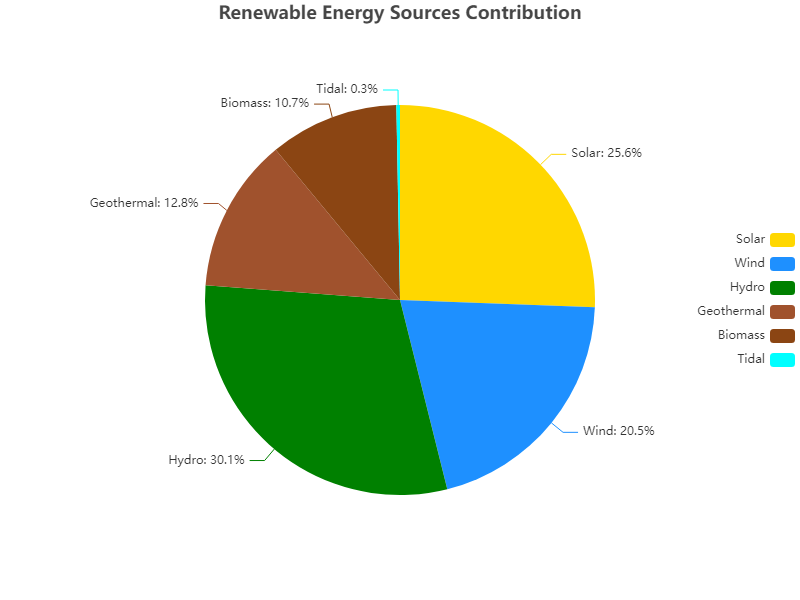 Renewable Energy Sources Contribution
Tidal: 0.3%
Biomass: 10.7%
Solar: 25.6%
Geothermal: 12.8%
Wind: 20.5%
Hydro: 30.1%
Solar
Wind
Hydro
Geothermal
Biomass
Tidal